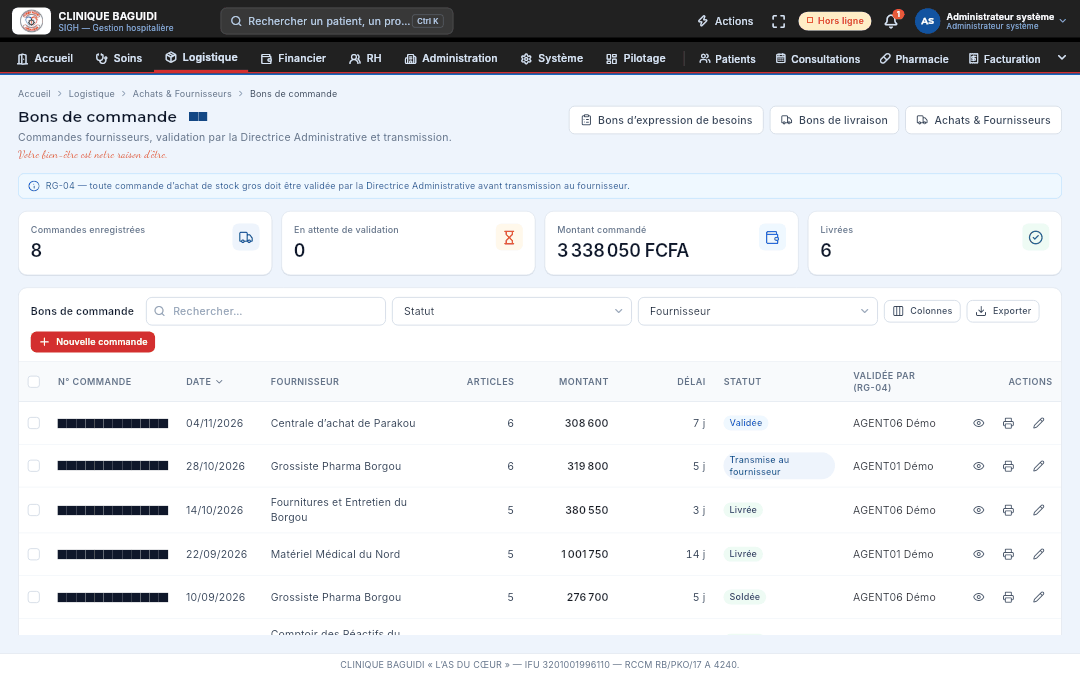 CLINIQUE BAGUIDI
SIGH — Gestion hospitalière
Rechercher un patient, un pro... Ctrl K
Actions
Hors ligne
1
AS
Administrateur système
Administrateur système
Accueil Soins Logistique Financier RH Administration Système Pilotage Patients Consultations Pharmacie Facturation
Accueil > Logistique > Achats & Fournisseurs > Bons de commande
Bons de commande
Commandes fournisseurs, validation par la Directrice Administrative et transmission.
Votre bien-être est notre raison d'être.
Bons d'expression de besoins Bons de livraison Achats & Fournisseurs
RG-04 — toute commande d'achat de stock gros doit être validée par la Directrice Administrative avant transmission au fournisseur.
Commandes enregistrées
8
En attente de validation
0
Montant commandé
3 338 050 FCFA
Livrées
6
Bons de commande Rechercher... Statut Fournisseur Colonnes Exporter
+ Nouvelle commande
N° COMMANDE DATE FOURNISSEUR ARTICLES MONTANT DÉLAI STATUT VALIDÉE PAR (RG-04) ACTIONS
04/11/2026 Centrale d'achat de Parakou 6 308 600 7 j Validée AGENT06 Démo
28/10/2026 Grossiste Pharma Borgou 6 319 800 5 j Transmise au fournisseur AGENT01 Démo
14/10/2026 Fournitures et Entretien du Borgou 5 380 550 3 j Livrée AGENT06 Démo
22/09/2026 Matériel Médical du Nord 5 1 001 750 14 j Livrée AGENT01 Démo
10/09/2026 Grossiste Pharma Borgou 5 276 700 5 j Soldée AGENT06 Démo
Comptoir des Réactifs du
CLINIQUE BAGUIDI « L'AS DU CŒUR » — IFU 3201001996110 — RCCM RB/PKO/17 A 4240.